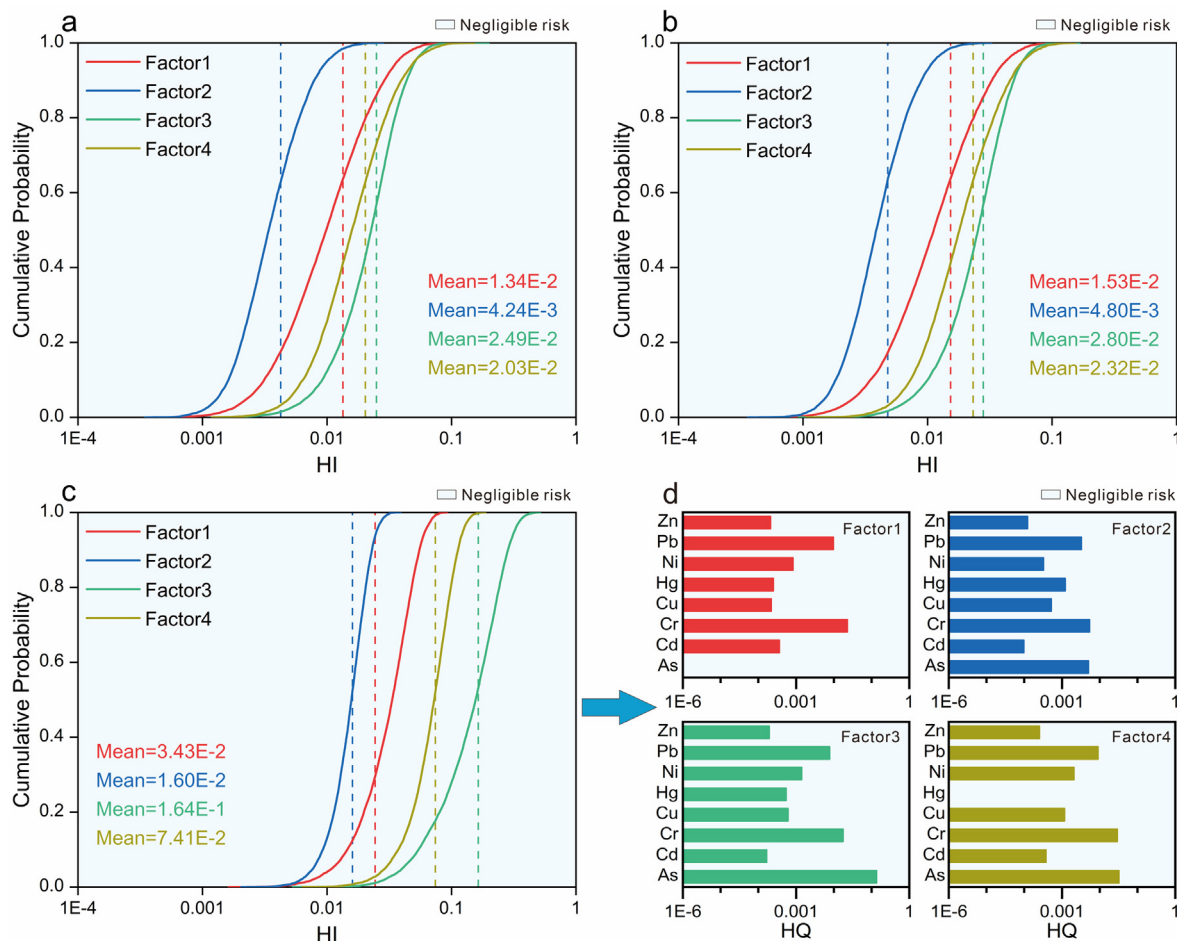 a
Negligible risk
1.0
0.8
0.6
0.4
0.2
0.0
Cumulative Probability
Factor1
Factor2
Factor3
Factor4
Mean=1.34E-2
Mean=4.24E-3
Mean=2.49E-2
Mean=2.03E-2
1E-4
0.001
0.01
0.1
1
HI
b
Negligible risk
1.0
0.8
0.6
0.4
0.2
0.0
Cumulative Probability
Factor1
Factor2
Factor3
Factor4
Mean=1.53E-2
Mean=4.80E-3
Mean=2.80E-2
Mean=2.32E-2
1E-4
0.001
0.01
0.1
1
HI
c
Negligible risk
1.0
0.8
0.6
0.4
0.2
0.0
Cumulative Probability
Factor1
Factor2
Factor3
Factor4
Mean=3.43E-2
Mean=1.60E-2
Mean=1.64E-1
Mean=7.41E-2
1E-4
0.001
0.01
0.1
1
HI
d
Negligible risk
Factor1
Zn
Pb
Ni
Hg
Cu
Cr
Cd
As
1E-6
0.001
1
Factor2
Zn
Pb
Ni
Hg
Cu
Cr
Cd
As
1E-6
0.001
1
Factor3
Zn
Pb
Ni
Hg
Cu
Cr
Cd
As
1E-6
0.001
1
Factor4
Zn
Pb
Ni
Hg
Cu
Cr
Cd
As
1E-6
0.001
1
HQ